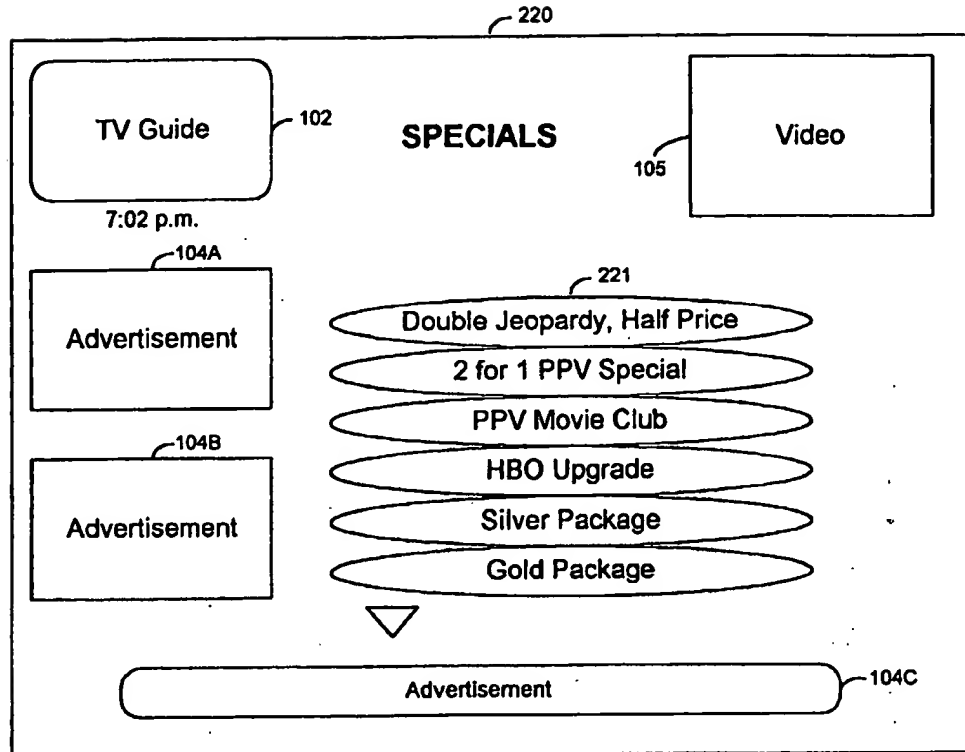 220
TV Guide
102
SPECIALS
105
Video
7:02 p.m.
104A
Advertisement
221
Double Jeopardy, Half Price
2 for 1 PPV Special
PPV Movie Club
HBO Upgrade
Silver Package
Gold Package
104B
Advertisement
Advertisement
104C